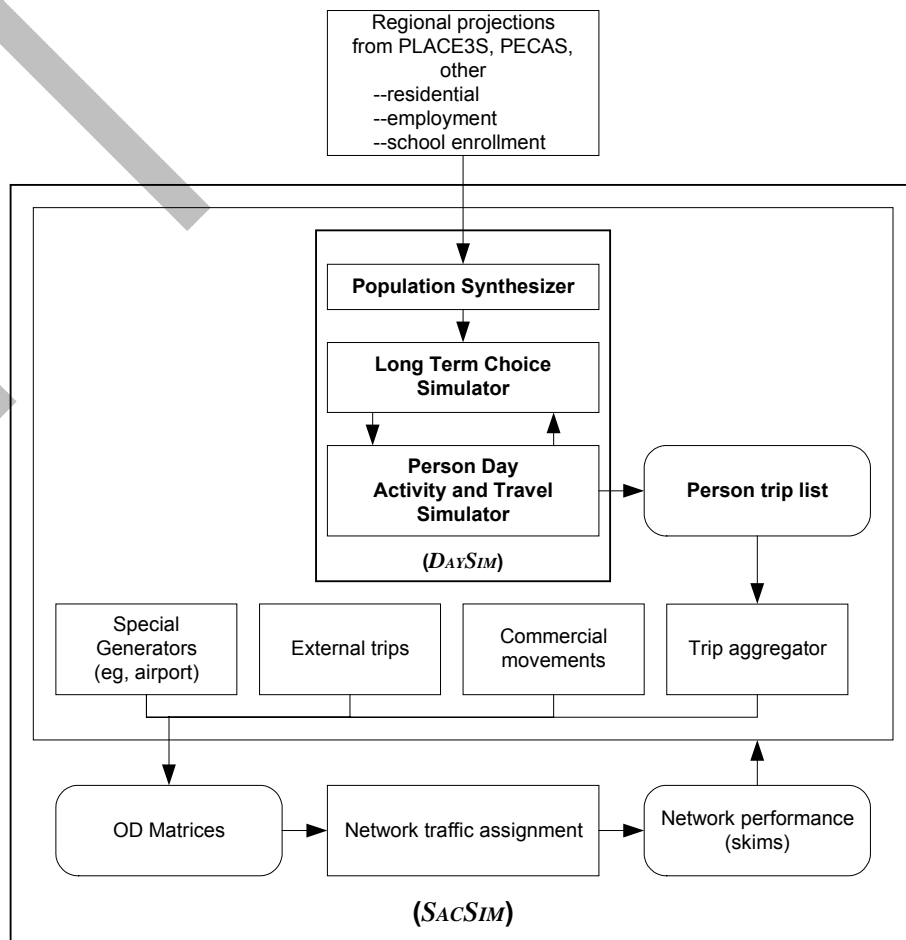 Regional projections
from PLACE3S, PECAS,
other
--residential
--employment
--school enrollment
Population Synthesizer
Long Term Choice
Simulator
Person Day
Activity and Travel
Simulator
(DAYSIM)
Person trip list
Special
Generators
(eg, airport)
External trips
Commercial
movements
Trip aggregator
OD Matrices
Network traffic assignment
Network performance
(skims)
(SACSIM)